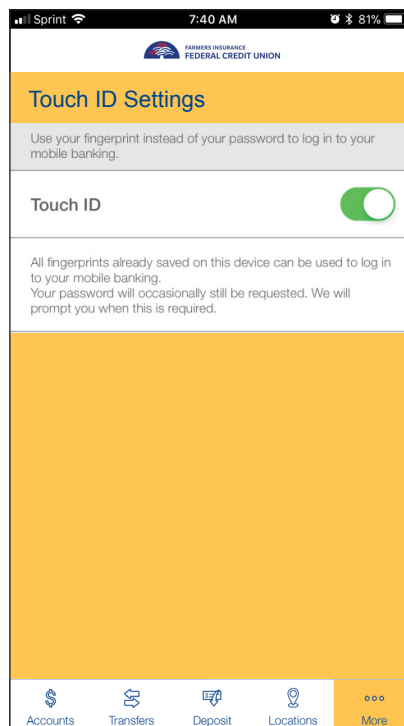 Sprint 7:40 AM 81%
FARMERS INSURANCE
FEDERAL CREDIT UNION
Touch ID Settings
Use your fingerprint instead of your password to log in to your
mobile banking.
Touch ID
All fingerprints already saved on this device can be used to log in
to your mobile banking.
Your password will occasionally still be requested. We will
prompt you when this is required.
Accounts Transfers Deposit Locations More